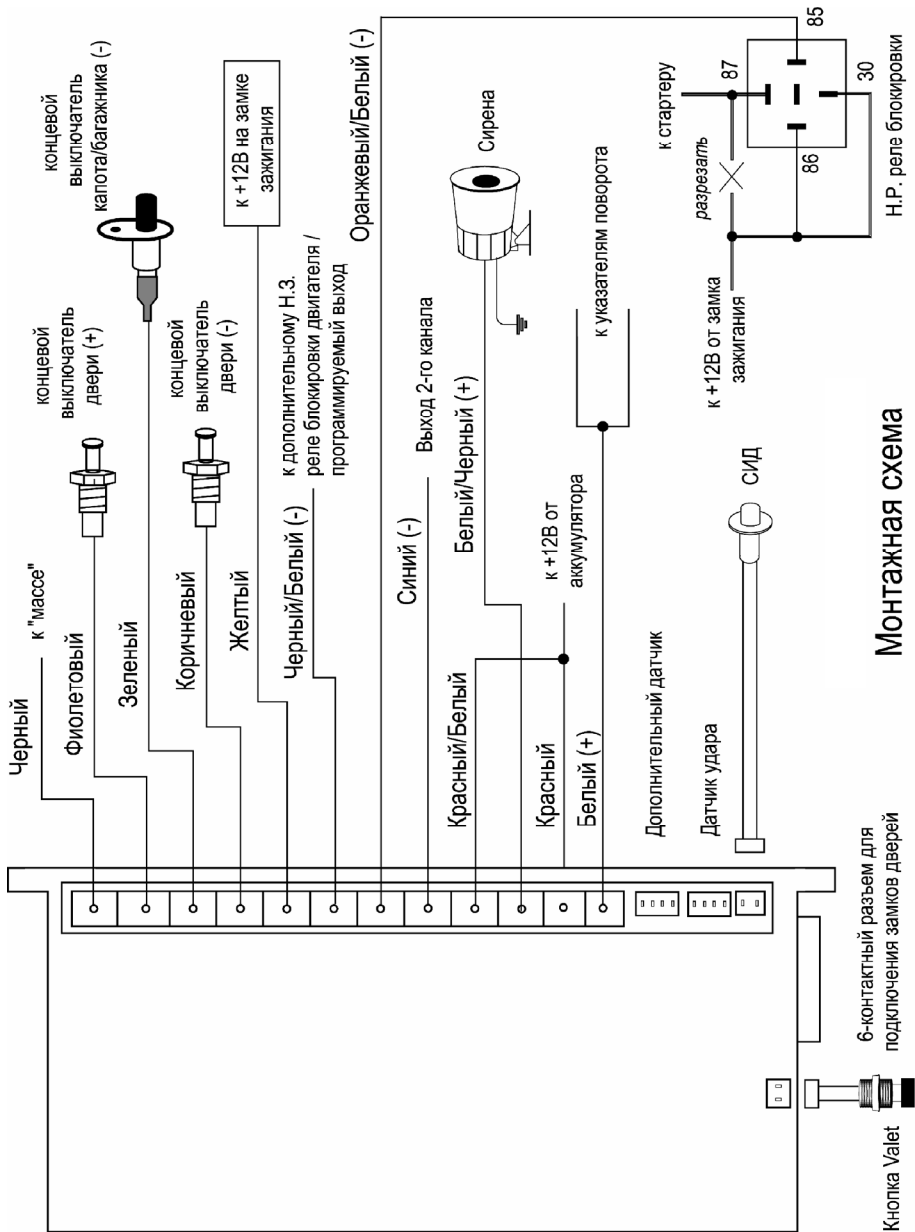 Черный
к "массе"
Фиолетовый
концевой
выключатель
двери (+)
Зеленый
концевой
выключатель
капота/багажника (-)
Коричневый
концевой
выключатель
двери (-)
Желтый
к +12В на замке
зажигания
Черный/Белый (-)
к дополнительному Н.З.
реле блокировки двигателя /
программируемый выход
Оранжевый/Белый (-)
Синий (-)
Выход 2-го канала
Красный/Белый
Белый/Черный (+)
Сирена
Красный
к +12В от
аккумулятора
Белый (+)
к указателям поворота
Дополнительный датчик
Датчик удара
СИД
к стартеру
разрезать
87
85
86
30
к +12В от замка
зажигания
Н.Р. реле блокировки
6-контактный разъем для
подключения замков дверей
Кнопка Valet
Монтажная схема